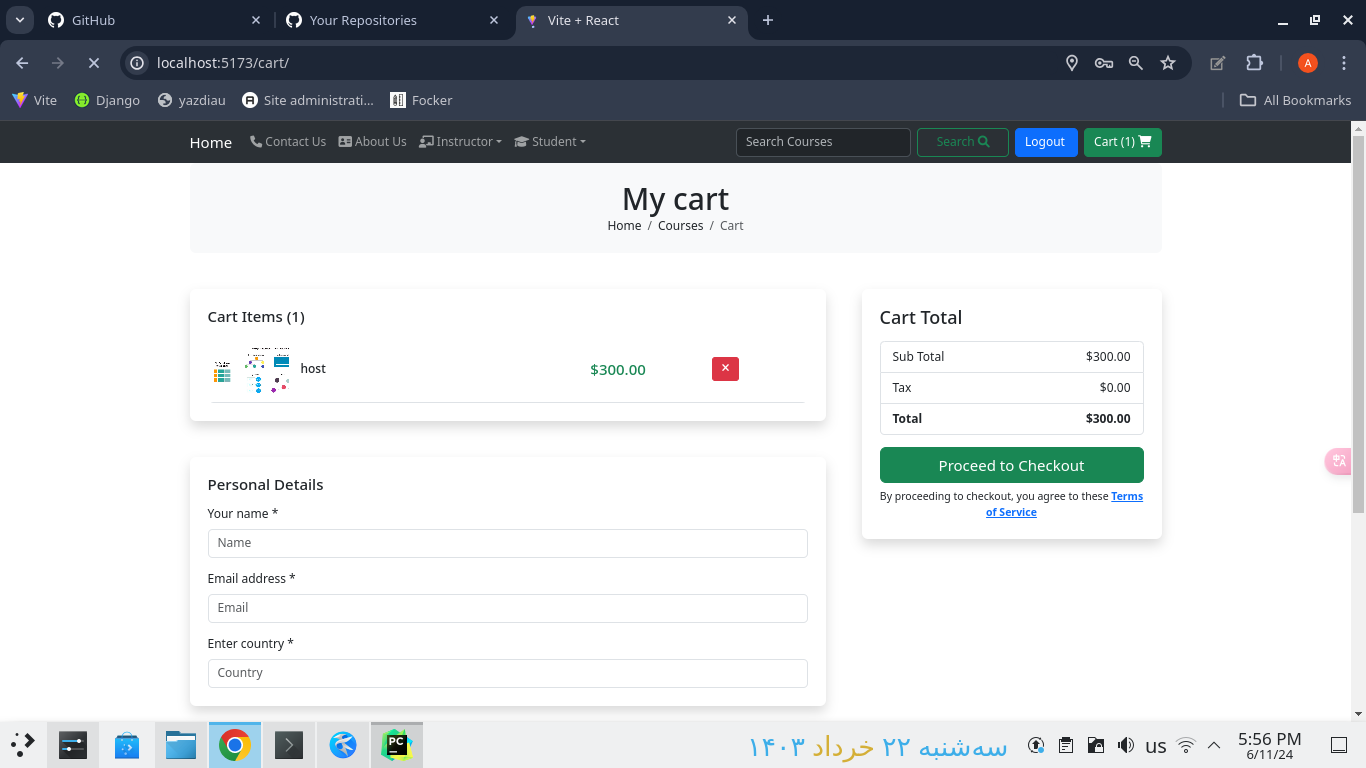 GitHub
Your Repositories
Vite + React
localhost:5173/cart/
A
Vite
Django
yazdiau
Site administrati...
Focker
All Bookmarks
Home
Contact Us
About Us
Instructor
Student
Search Courses
Search
Logout
Cart (1)
My cart
Home / Courses / Cart
Cart Items (1)
host
$300.00
×
Cart Total
Sub Total $300.00
Tax $0.00
Total $300.00
Proceed to Checkout
By proceeding to checkout, you agree to these Terms
of Service
Personal Details
Your name *
Name
Email address *
Email
Enter country *
Country
PC
سه‌شنبه ۲۲ خرداد ۱۴۰۳
us
5:56 PM
6/11/24